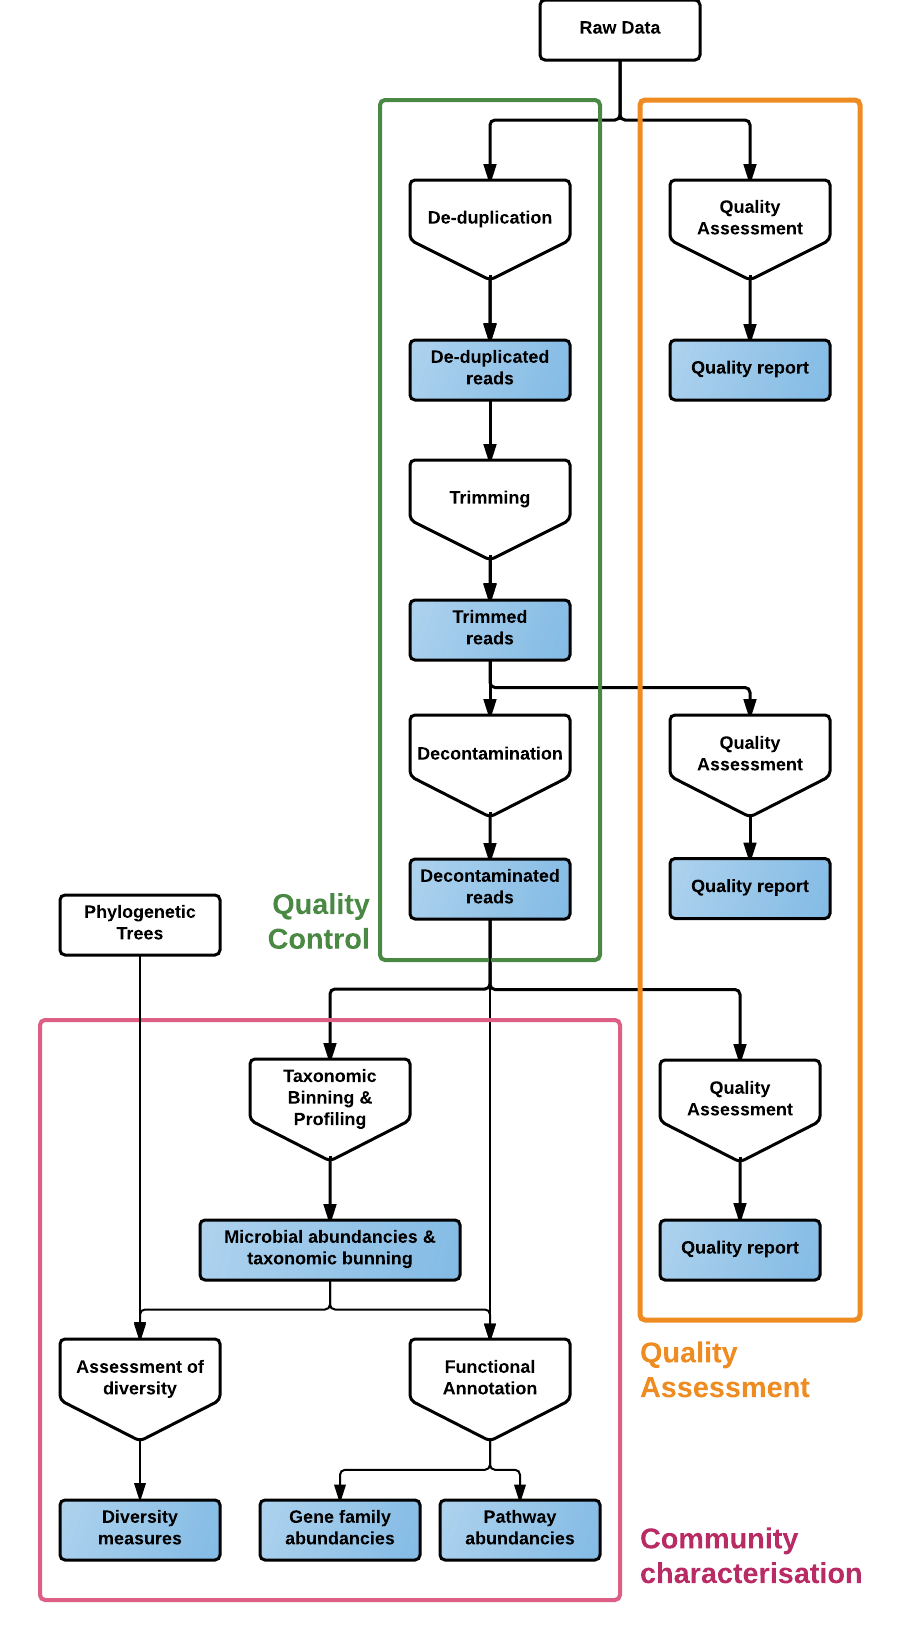 Raw Data
De-duplication
Quality
Assessment
De-duplicated
reads
Quality report
Trimming
Trimmed
reads
Decontamination
Quality
Assessment
Decontaminated
reads
Quality report
Quality
Control
Phylogenetic
Trees
Taxonomic
Binning &
Profiling
Quality
Assessment
Microbial abundancies &
taxonomic bunning
Quality report
Assessment of
diversity
Functional
Annotation
Quality
Assessment
Diversity
measures
Gene family
abundancies
Pathway
abundancies
Community
characterisation